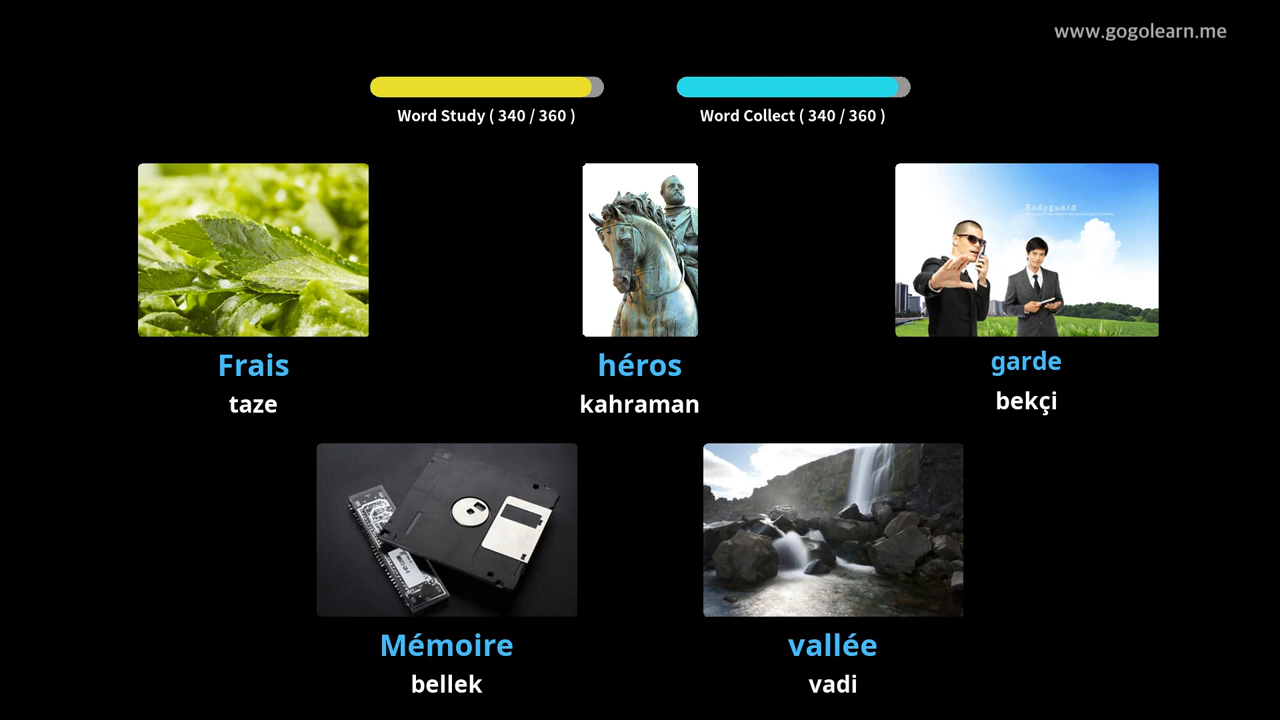 www.gogolearn.me
Word Study ( 340 / 360 )
Word Collect ( 340 / 360 )
Bodyguard
Frais
taze
héros
kahraman
garde
bekçi
Mémoire
bellek
vallée
vadi